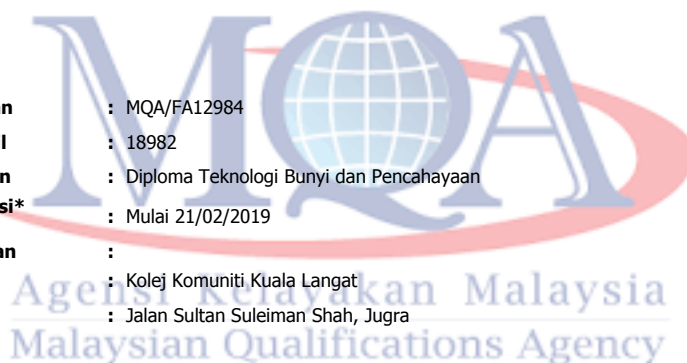 MQA
an : MQA/FA12984
l : 18982
n : Diploma Teknologi Bunyi dan Pencahayaan
si* : Mulai 21/02/2019
an :
: Kolej Komuniti Kuala Langat
Agensi Kelayakan Malaysia
: Jalan Sultan Suleiman Shah, Jugra
Malaysian Qualifications Agency